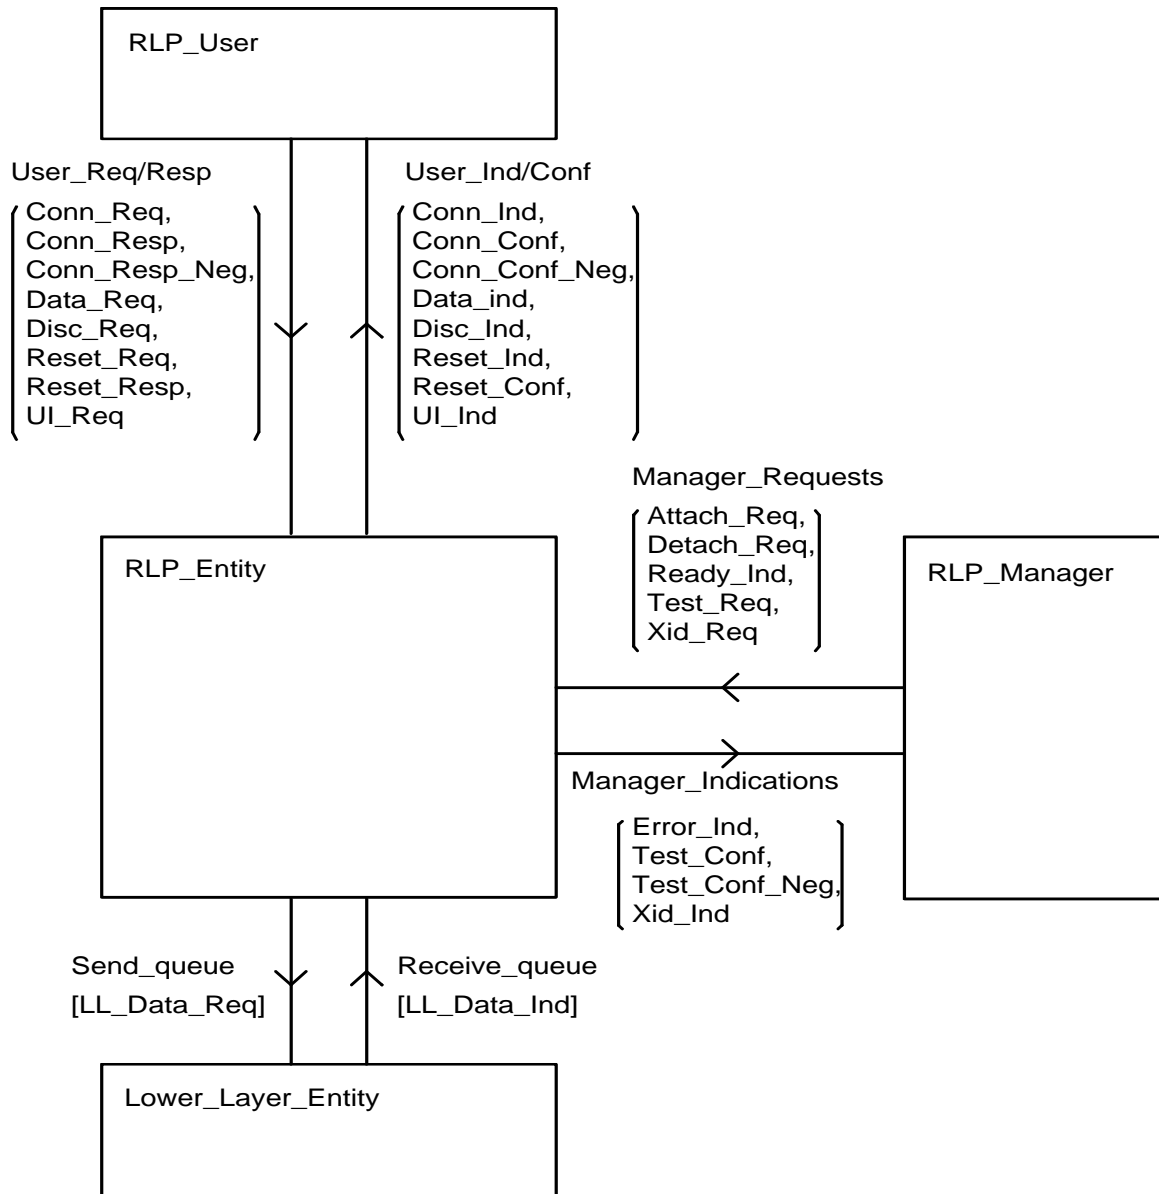 RLP_User
User_Req/Resp
Conn_Req,
Conn_Resp,
Conn_Resp_Neg,
Data_Req,
Disc_Req,
Reset_Req,
Reset_Resp,
UI_Req
User_Ind/Conf
Conn_Ind,
Conn_Conf,
Conn_Conf_Neg,
Data_ind,
Disc_Ind,
Reset_Ind,
Reset_Conf,
UI_Ind
Manager_Requests
Attach_Req,
Detach_Req,
Ready_Ind,
Test_Req,
Xid_Req
RLP_Entity
RLP_Manager
Manager_Indications
Error_Ind,
Test_Conf,
Test_Conf_Neg,
Xid_Ind
Send_queue
[LL_Data_Req]
Receive_queue
[LL_Data_Ind]
Lower_Layer_Entity